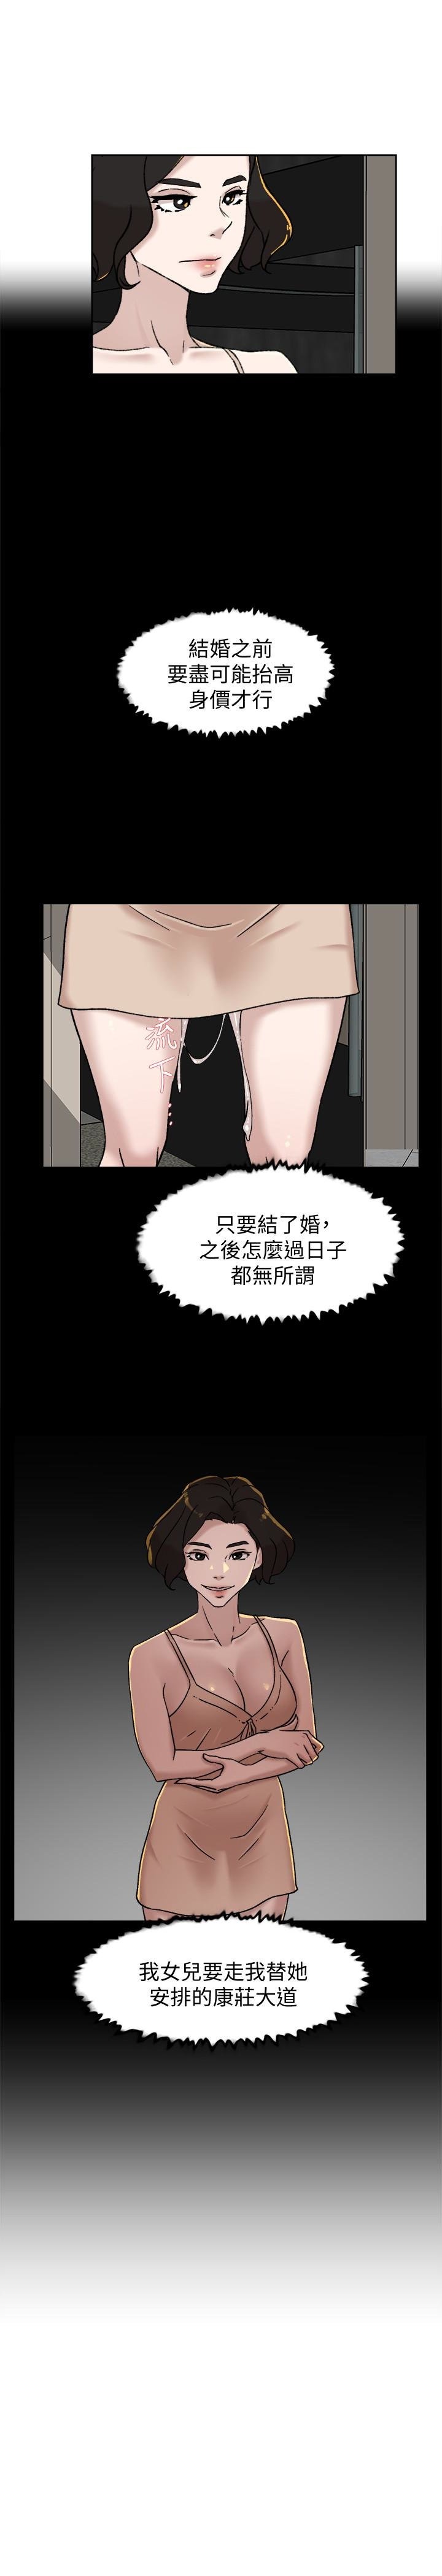 結婚之前
要盡可能抬高
身價才行
流下
只要結了婚，
之後怎麼過日子
都無所謂
我女兒要走我替她
安排的康莊大道